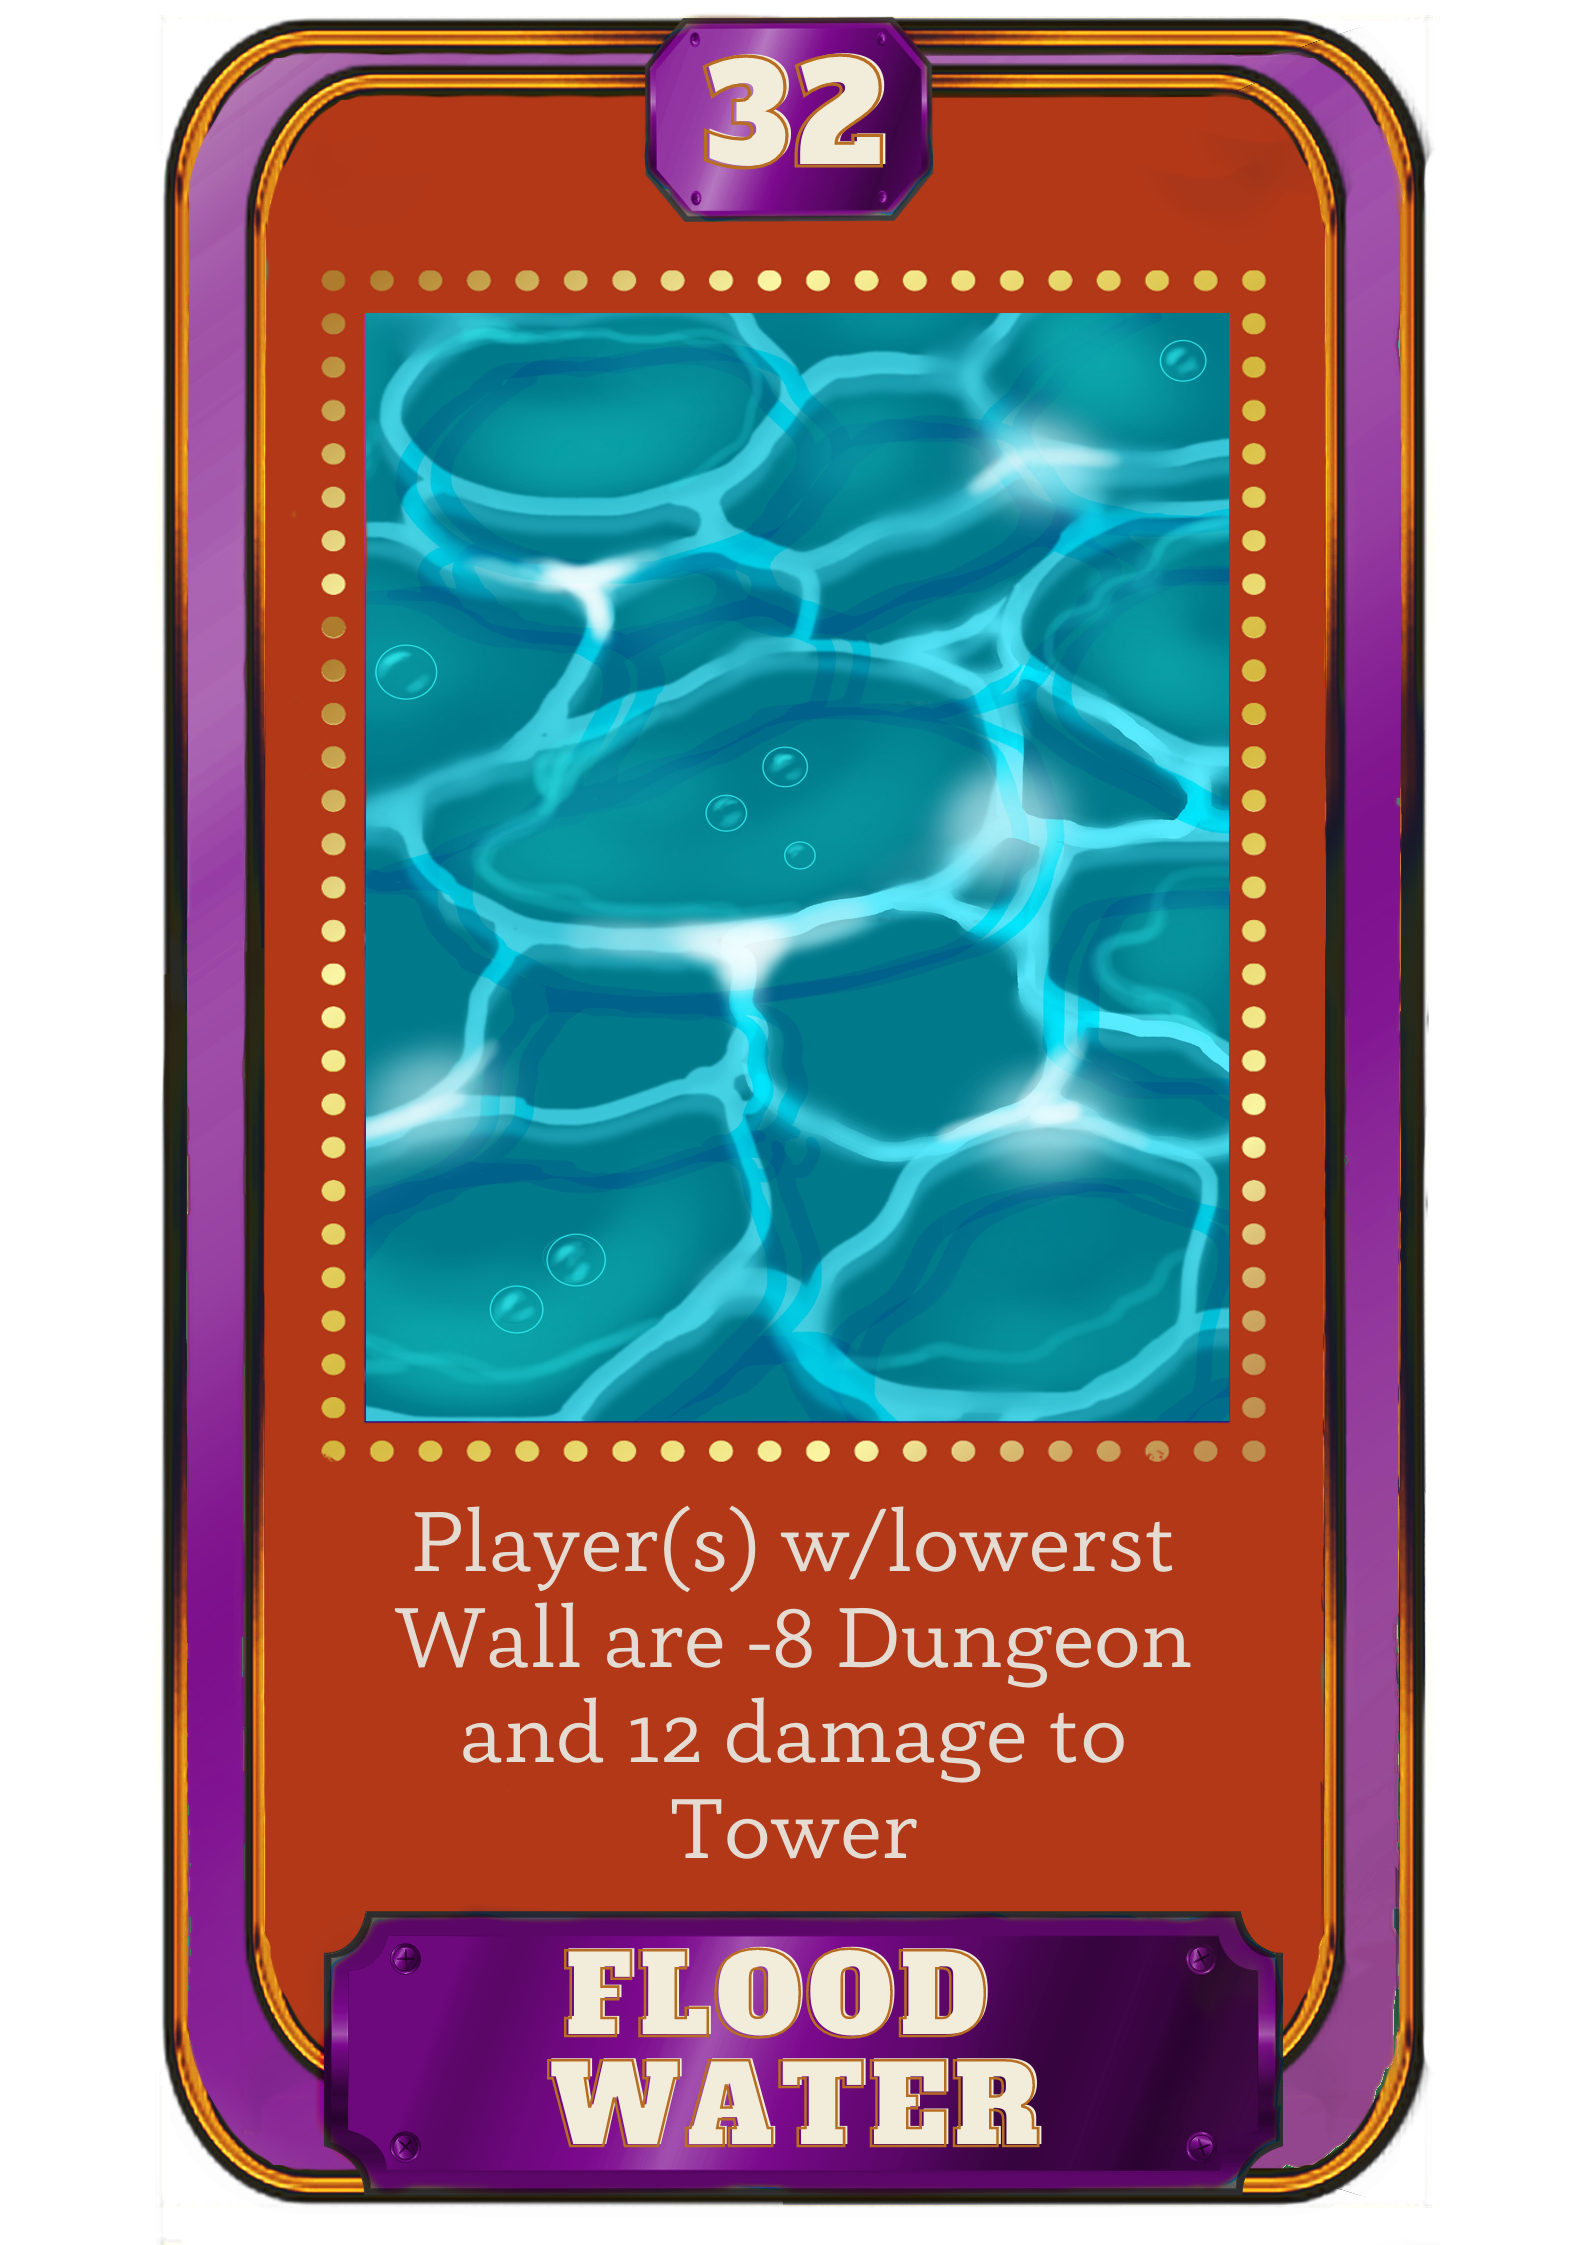 32
Player(s) w/lowerst
Wall are -8 Dungeon
and 12 damage to
Tower
FLOOD
WATER